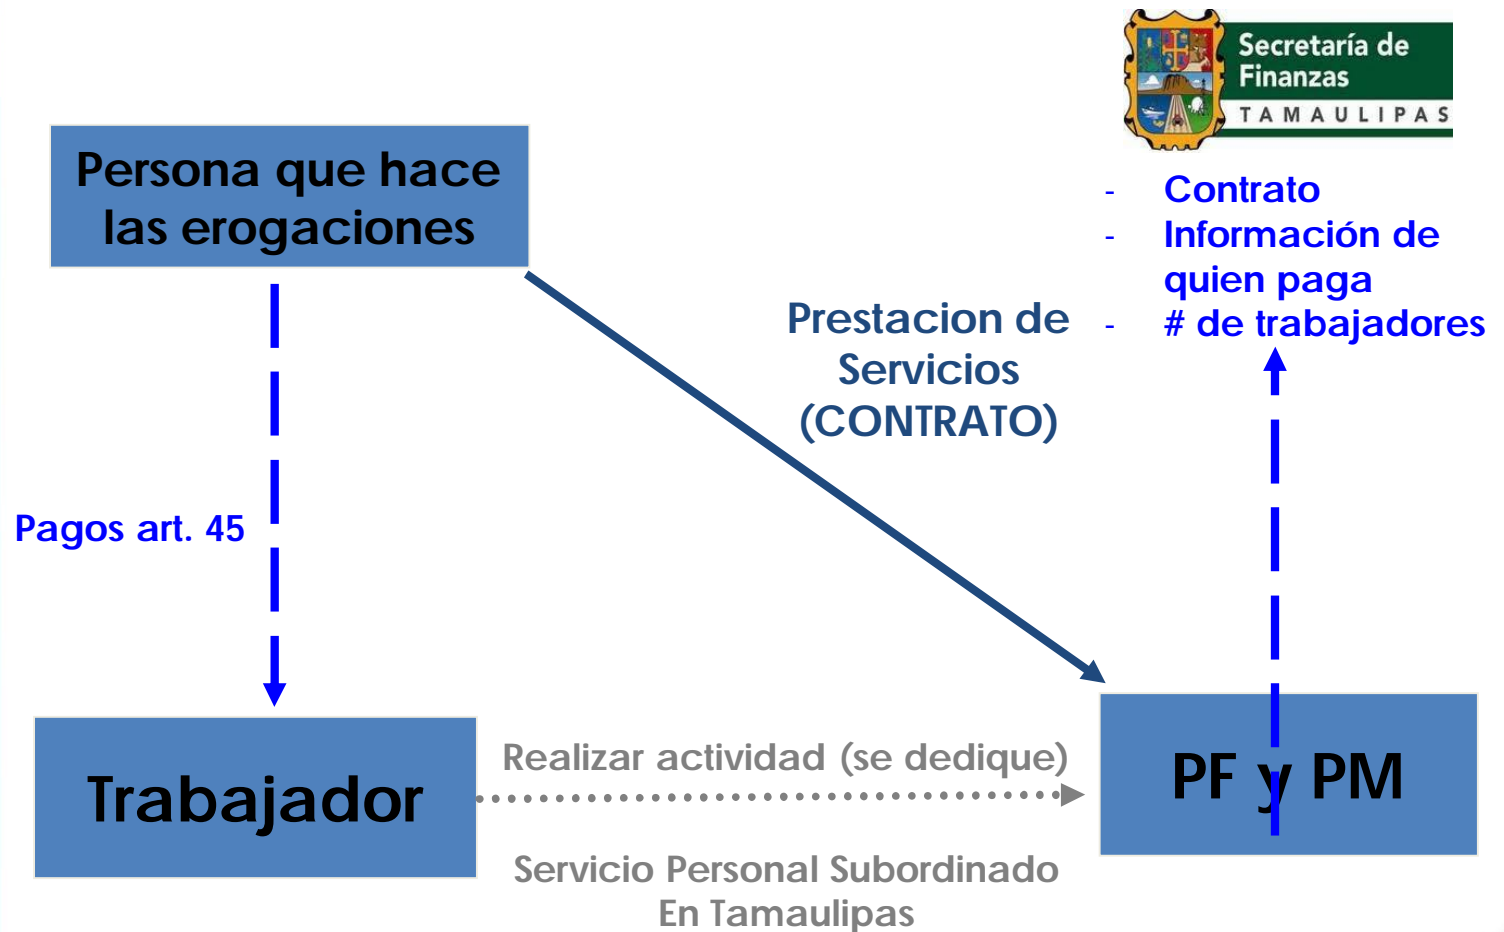 Secretaría de
Finanzas
TAMAULIPAS
Persona que hace
las erogaciones
- Contrato
- Información de
quien paga
- # de trabajadores
Prestacion de
Servicios
(CONTRATO)
Pagos art. 45
Trabajador
Realizar actividad (se dedique)
Servicio Personal Subordinado
En Tamaulipas
PF y PM